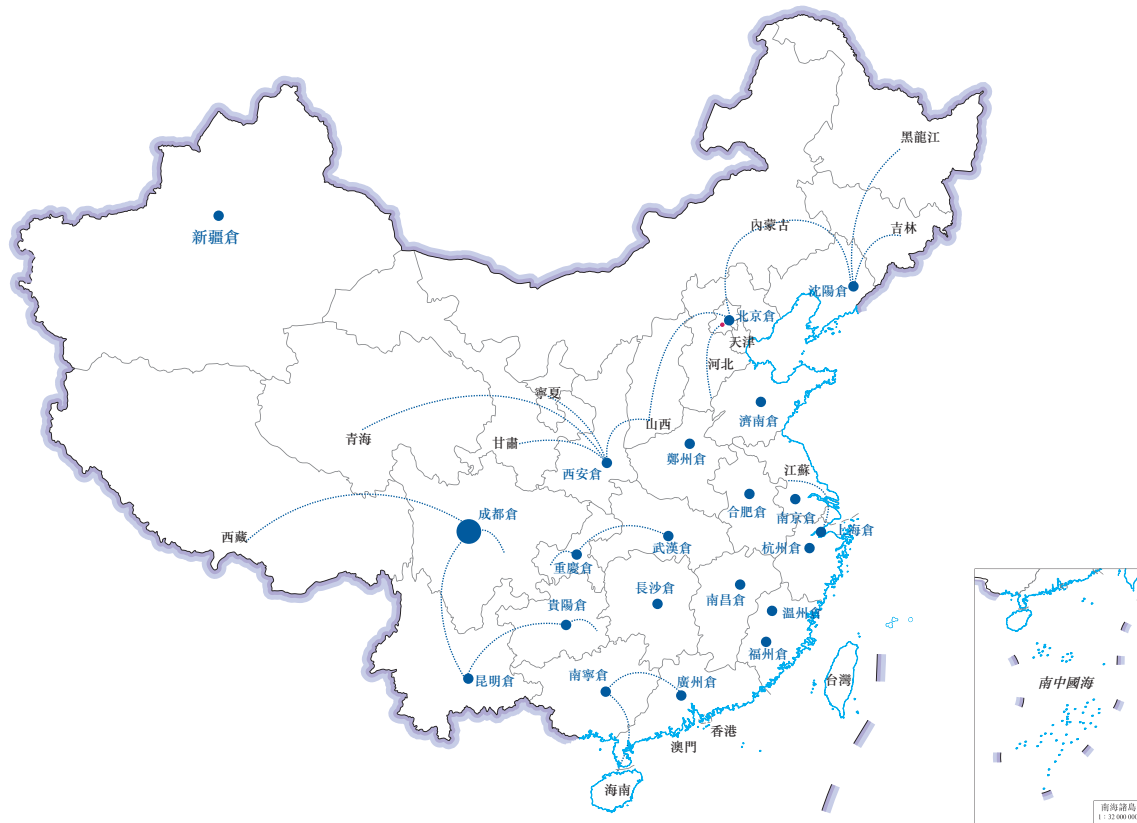 黑龍江
內蒙古
吉林
新疆倉
沈陽倉
北京倉
天津
河北
寧夏
濟南倉
山西
青海
甘肅
鄭州倉
西安倉
江蘇
合肥倉
南京倉
成都倉
上海倉
西藏
武漢倉
杭州倉
重慶倉
長沙倉
南昌倉
貴陽倉
溫州倉
福州倉
昆明倉
南寧倉
廣州倉
台灣
南中國海
香港
澳門
海南
南海諸島
1：32 000 000